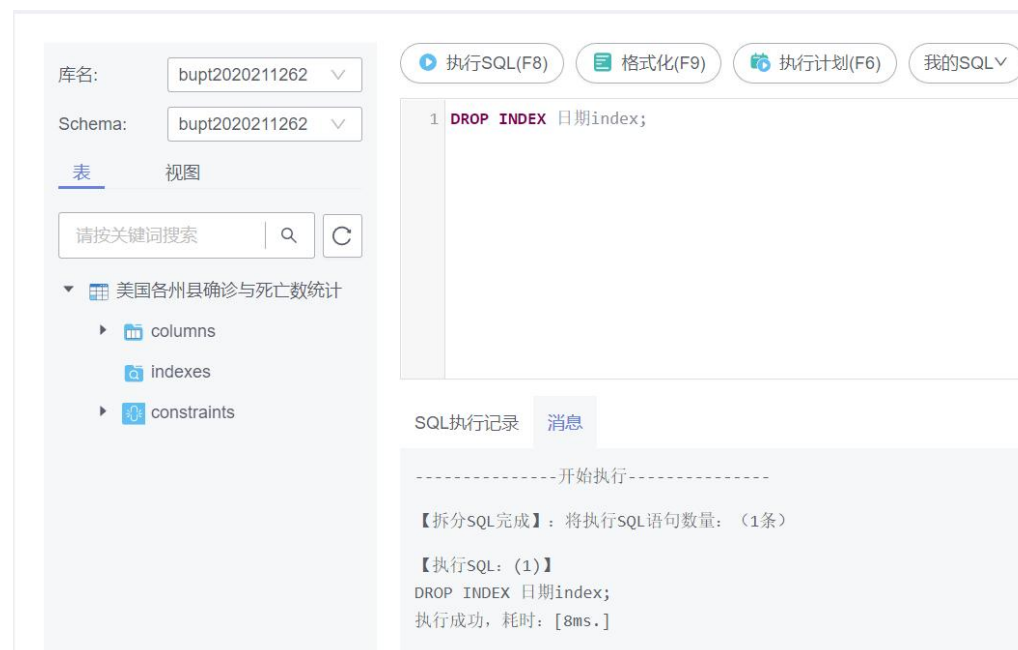 库名: bupt2020211262
Schema: bupt2020211262
表 视图
请按关键词搜索
美国各州县确诊与死亡数统计
columns
indexes
constraints
执行SQL(F8) 格式化(F9) 执行计划(F6) 我的SQL
1 DROP INDEX 日期index;
SQL执行记录 消息
---------------开始执行---------------
【拆分SQL完成】:将执行SQL语句数量:(1条)
【执行SQL:(1)】
DROP INDEX 日期index;
执行成功,耗时:[8ms.]